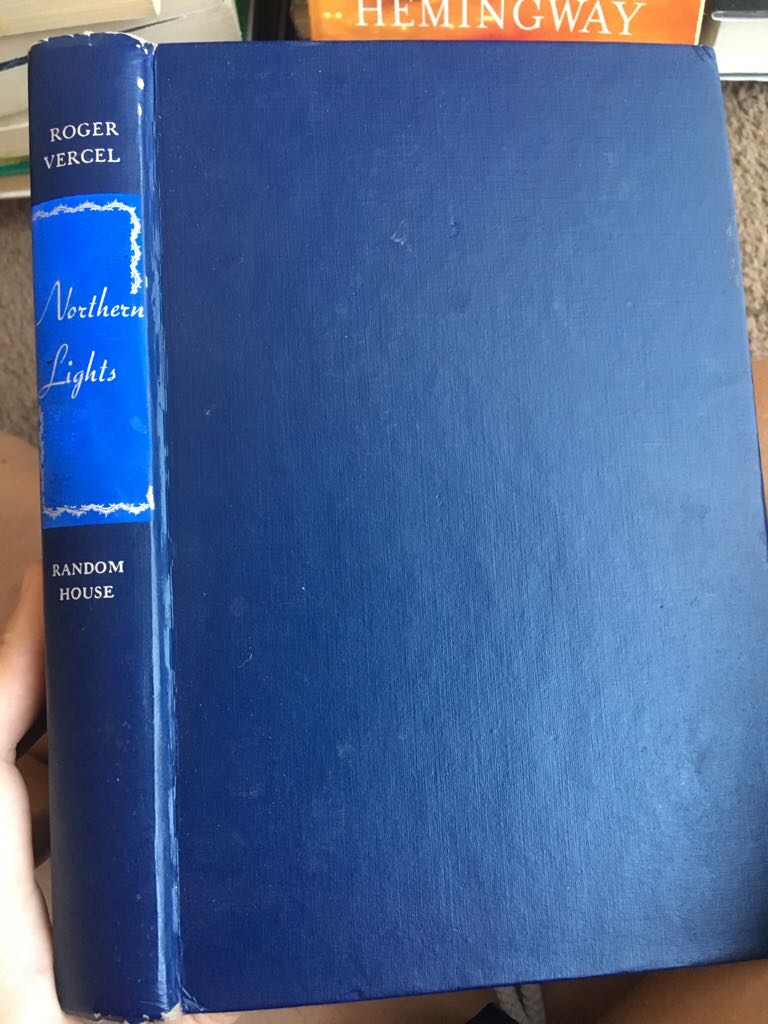 HEMINGWAY
ROGER
VERCEL
Northern
Lights
RANDOM
HOUSE